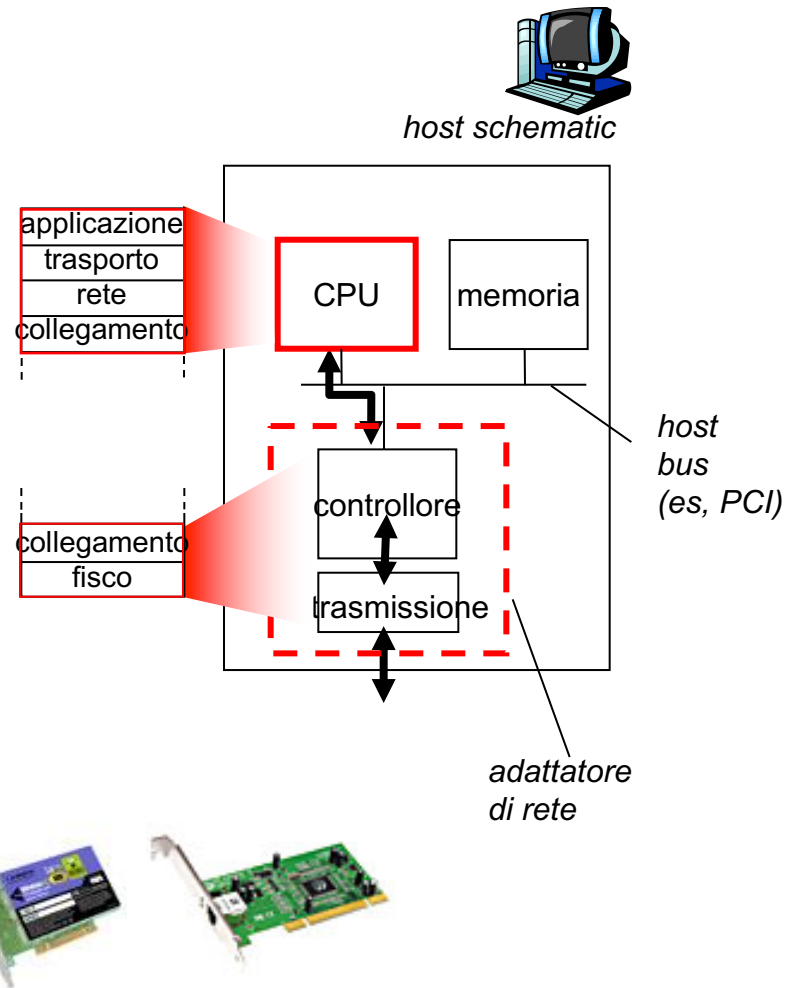 host schematic
applicazione
trasporto
rete
collegamento
CPU
memoria
host
bus
(es, PCI)
controllore
collegamento
fisco
trasmissione
adattatore
di rete